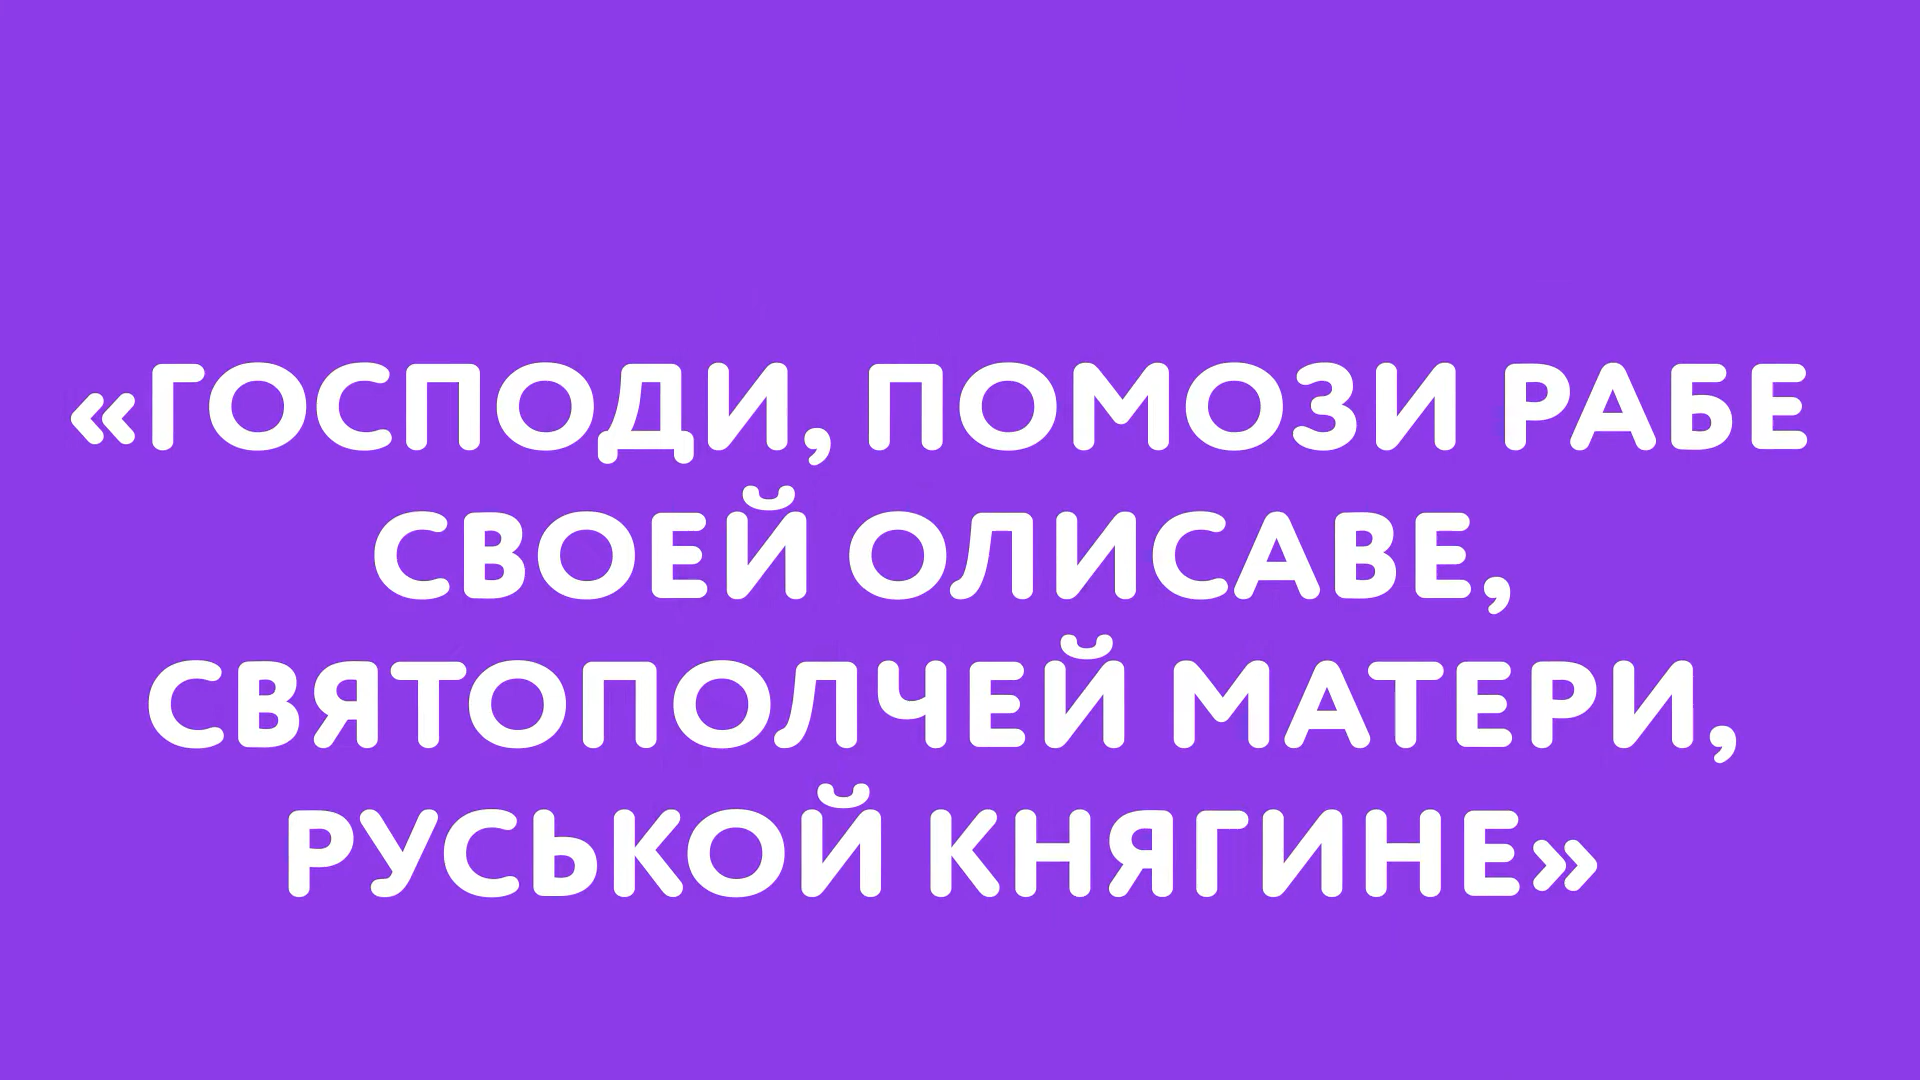 «ГОСПОДИ, ПОМОЗИ РАБЕ
СВОЕЙ ОЛИСАВЕ,
СВЯТОПОЛЧЕЙ МАТЕРИ,
РУСЬКОЙ КНЯГИНЕ»